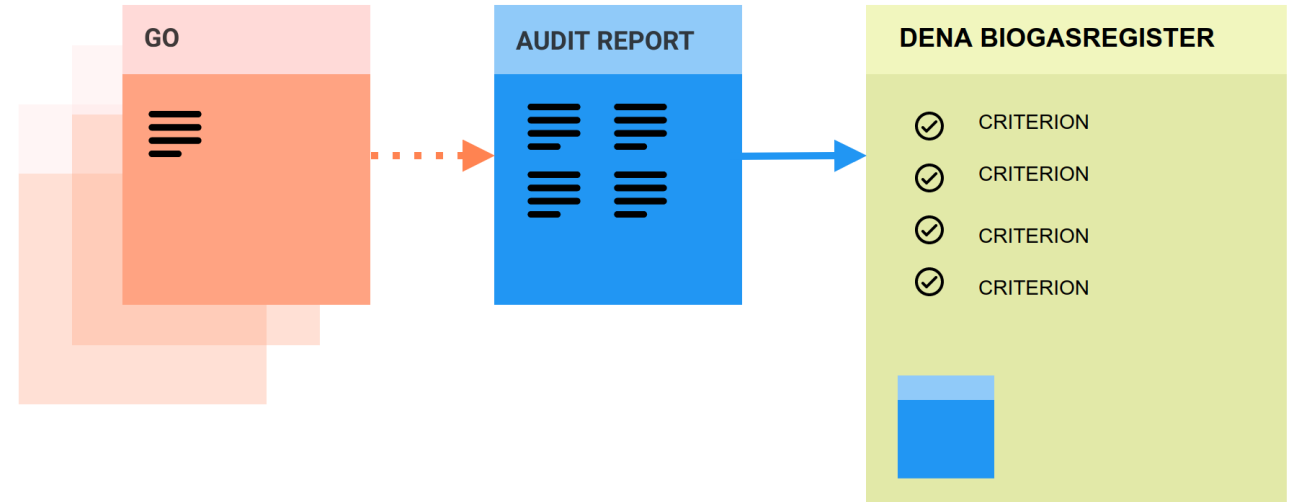 GO
AUDIT REPORT
DENA BIOGASREGISTER
CRITERION
CRITERION
CRITERION
CRITERION